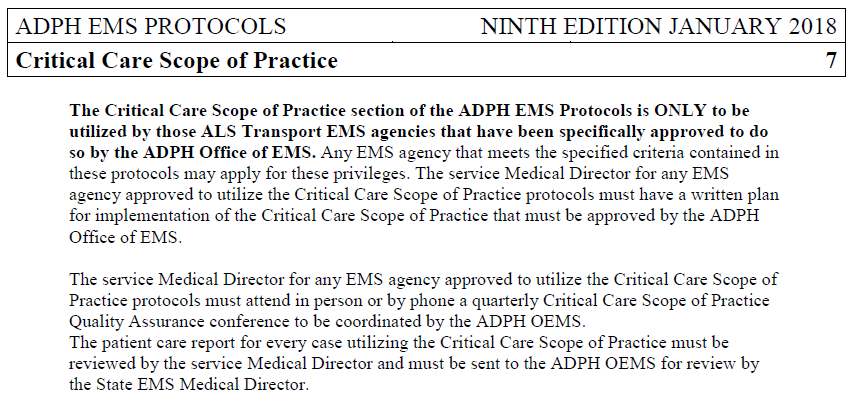 ADPH EMS PROTOCOLS NINTH EDITION JANUARY 2018
Critical Care Scope of Practice 7
The Critical Care Scope of Practice section of the ADPH EMS Protocols is ONLY to be
utilized by those ALS Transport EMS agencies that have been specifically approved to do
so by the ADPH Office of EMS. Any EMS agency that meets the specified criteria contained in
these protocols may apply for these privileges. The service Medical Director for any EMS
agency approved to utilize the Critical Care Scope of Practice protocols must have a written plan
for implementation of the Critical Care Scope of Practice that must be approved by the ADPH
Office of EMS.
The service Medical Director for any EMS agency approved to utilize the Critical Care Scope of
Practice protocols must attend in person or by phone a quarterly Critical Care Scope of Practice
Quality Assurance conference to be coordinated by the ADPH OEMS.
The patient care report for every case utilizing the Critical Care Scope of Practice must be
reviewed by the service Medical Director and must be sent to the ADPH OEMS for review by
the State EMS Medical Director.